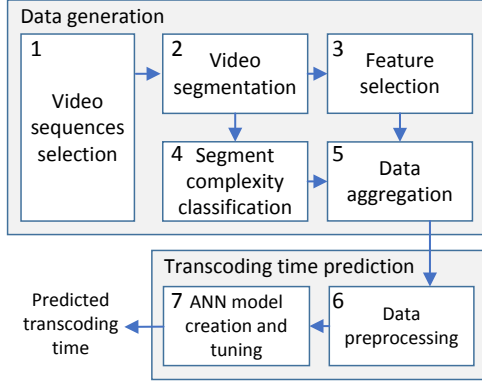 Data generation
1
Video
sequences
selection
2
Video
segmentation
3
Feature
selection
4
Segment
complexity
classification
5
Data
aggregation
Transcoding time prediction
6
Data
preprocessing
7
ANN model
creation and
tuning
Predicted
transcoding
time